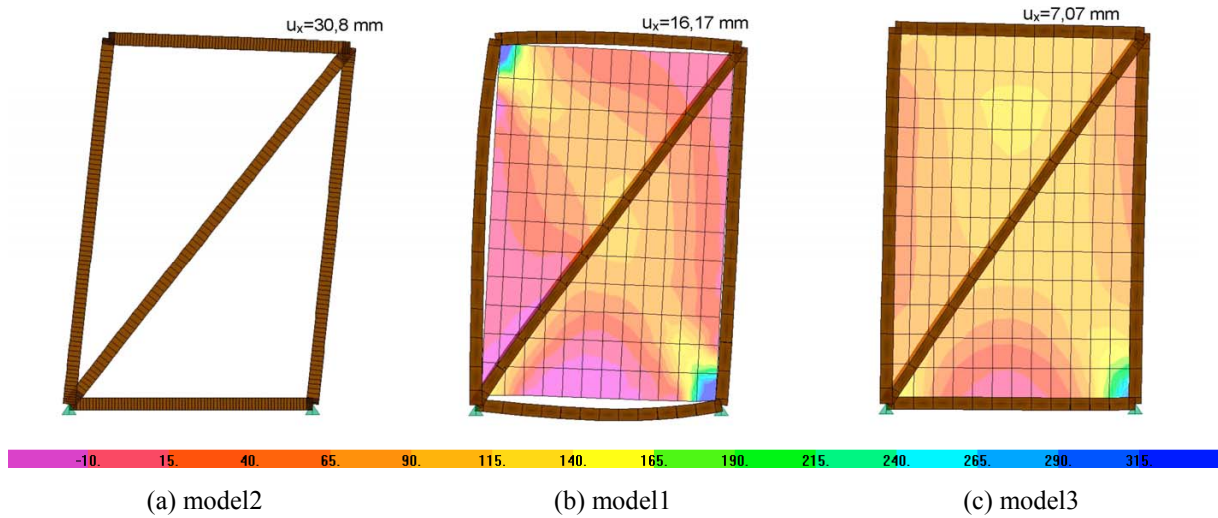 uₓ=30,8 mm
uₓ=16,17 mm
uₓ=7,07 mm
-10. 15. 40. 65. 90. 115. 140. 165. 190. 215. 240. 265. 290. 315.
(a) model2
(b) model1
(c) model3